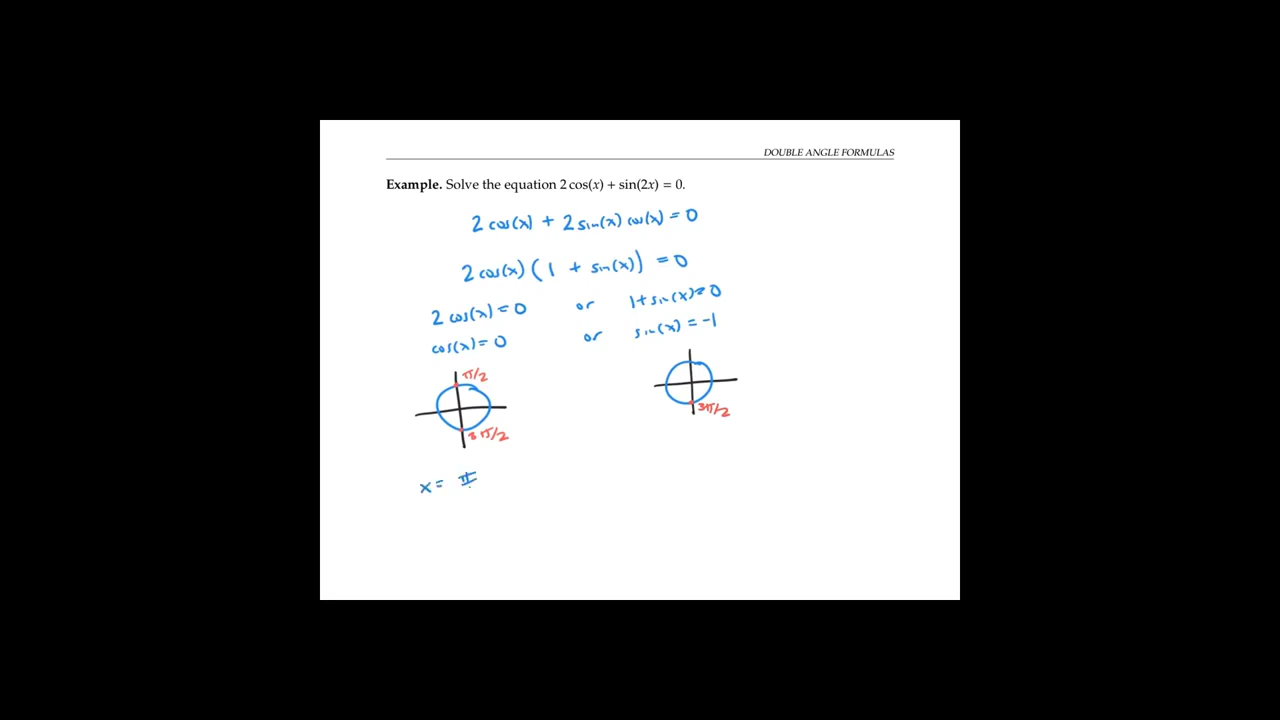 DOUBLE ANGLE FORMULAS
Example. Solve the equation 2 cos(x) + sin(2x) = 0.
2 cos(x) + 2 sin(x) cos(x) = 0
2 cos(x) ( 1 + sin(x) ) = 0
2 cos(x) = 0 or 1 + sin(x) = 0
cos(x) = 0 or sin(x) = -1
π/2
3π/2
3π/2
x = π